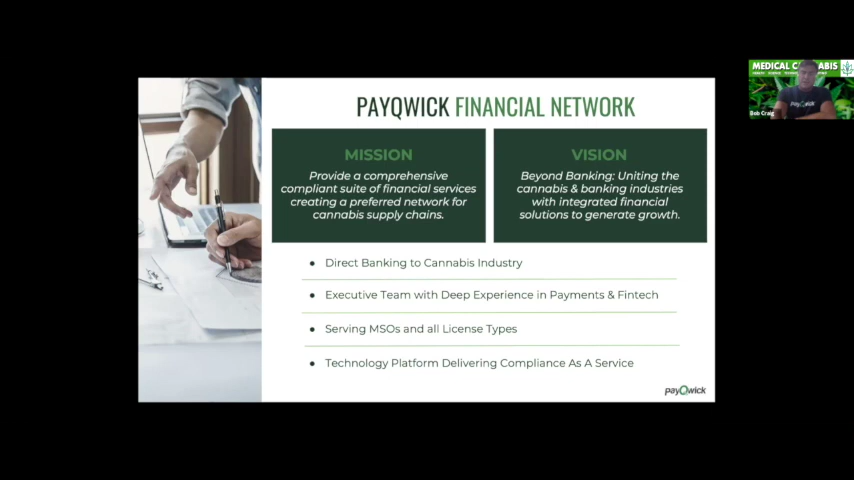 PAYQWICK FINANCIAL NETWORK
MISSION
Provide a comprehensive
compliant suite of financial services
creating a preferred network for
cannabis supply chains.
VISION
Beyond Banking: Uniting the
cannabis & banking industries
with integrated financial
solutions to generate growth.
• Direct Banking to Cannabis Industry
• Executive Team with Deep Experience in Payments & Fintech
• Serving MSOs and all License Types
• Technology Platform Delivering Compliance As A Service
payQwick
MEDICAL CANNABIS
payQwick
Bob Craig